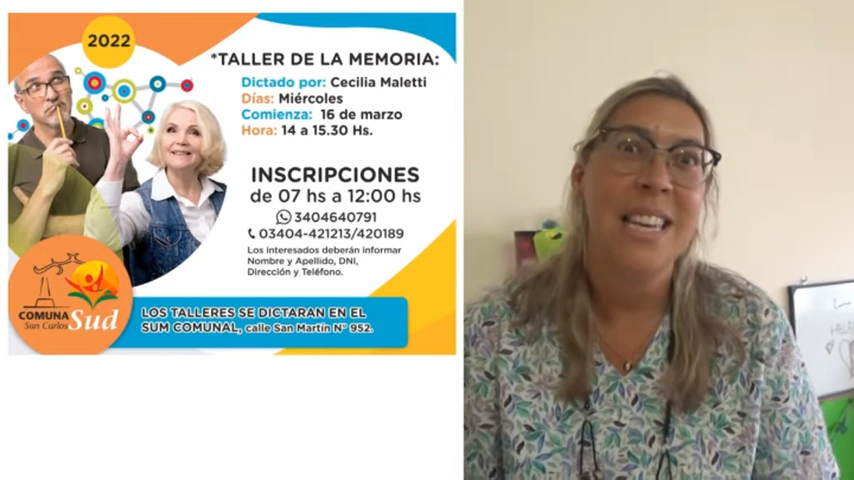 2022
*TALLER DE LA MEMORIA:
Dictado por: Cecilia Maletti
Días: Miércoles
Comienza: 16 de marzo
Hora: 14 a 15.30 Hs.
INSCRIPCIONES
de 07 hs a 12:00 hs
3404640791
03404-421213/420189
Los interesados deberán informar
Nombre y Apellido, DNI,
Dirección y Teléfono.
COMUNA
San Carlos Sud
LOS TALLERES SE DICTARAN EN EL
SUM COMUNAL, calle San Martín N° 952.